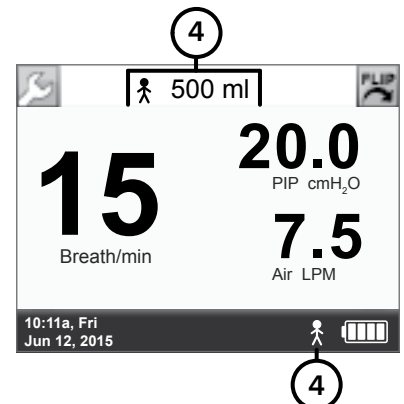 4
500 ml
FLIP
15
Breath/min
20.0
PIP cmH₂O
7.5
Air LPM
10:11a, Fri
Jun 12, 2015
4